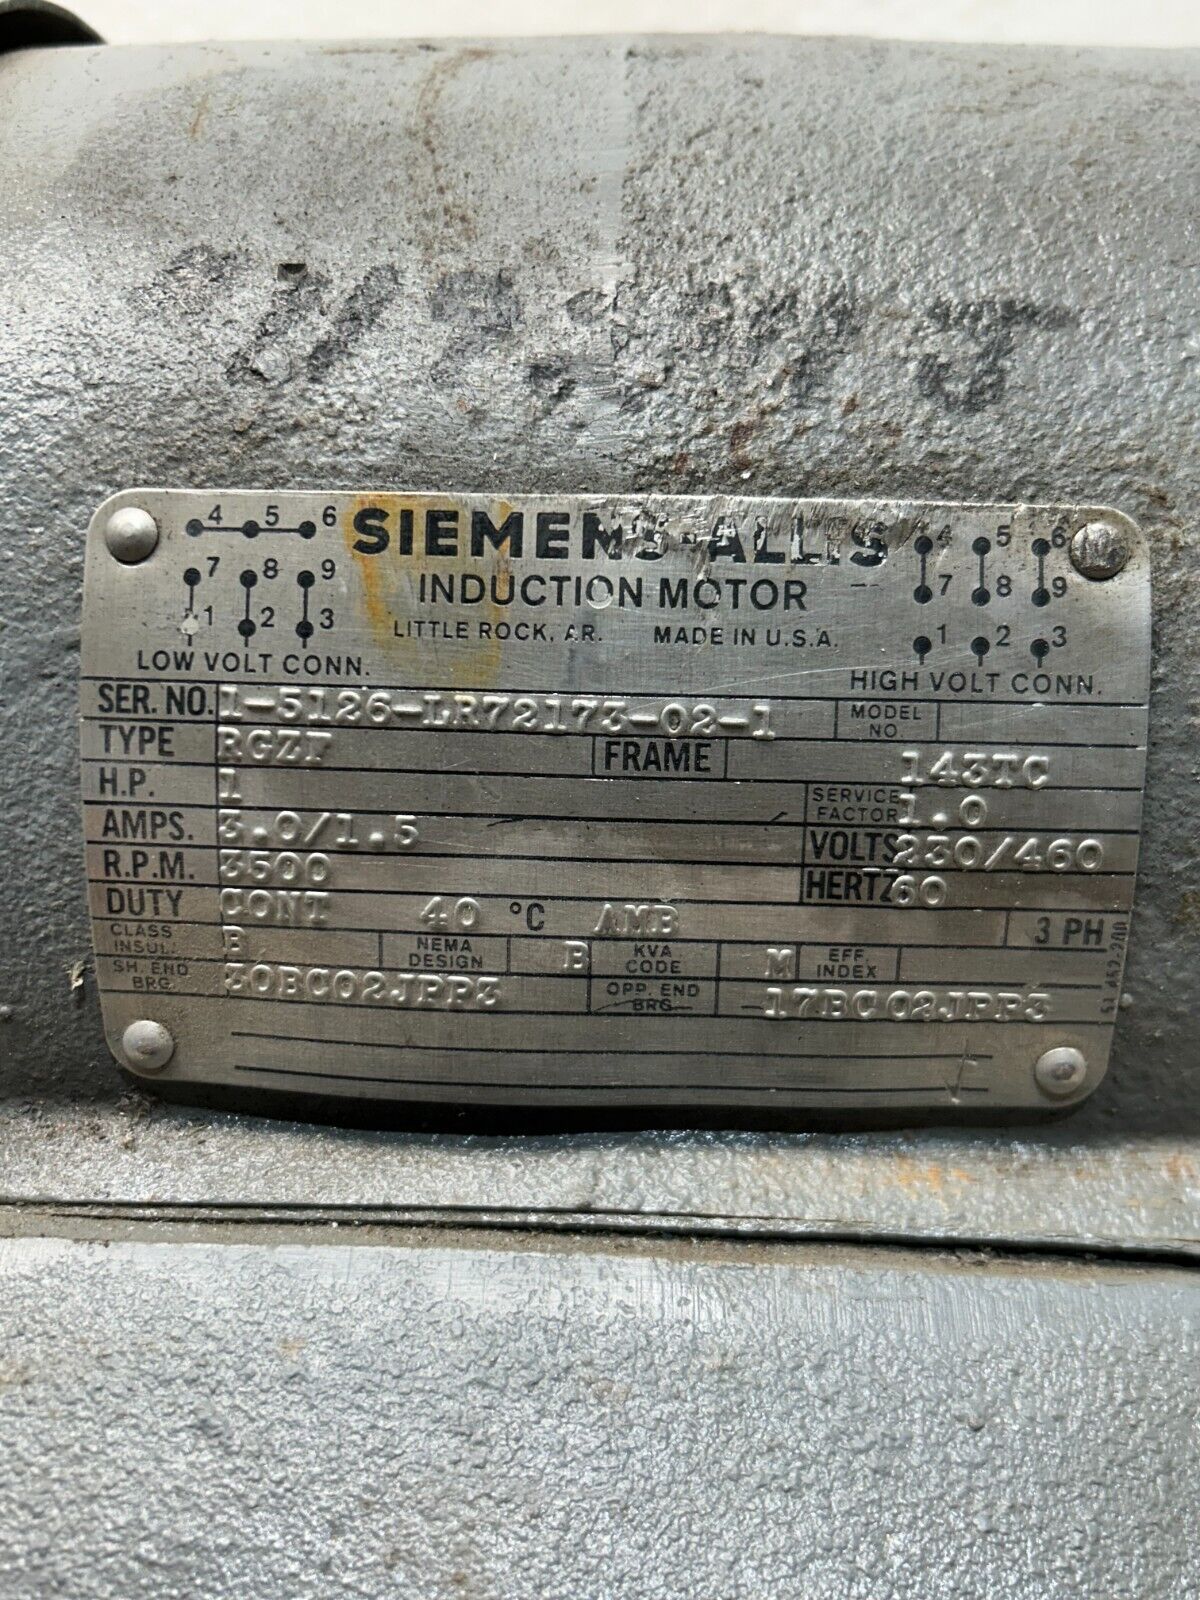 4 5 6
7 8 9
1 2 3
LOW VOLT CONN.
SIEMENS-ALLIS
INDUCTION MOTOR
LITTLE ROCK, AR. MADE IN U.S.A.
4 5 6
7 8 9
1 2 3
HIGH VOLT CONN.
SER. NO. 1-5126-LR72173-02-1 MODEL NO.
TYPE RGZF FRAME 143TC
H.P. 1 SERVICE FACTOR 1.0
AMPS. 3.0/1.5 VOLTS 230/460
R.P.M. 3500 HERTZ 60
DUTY CONT 40 °C AMB 3 PH
CLASS INSUL. B NEMA DESIGN B KVA CODE M EFF. INDEX
SH. END BRG. 30BC02JPP3 OPP. END BRG. 17BC02JPP3